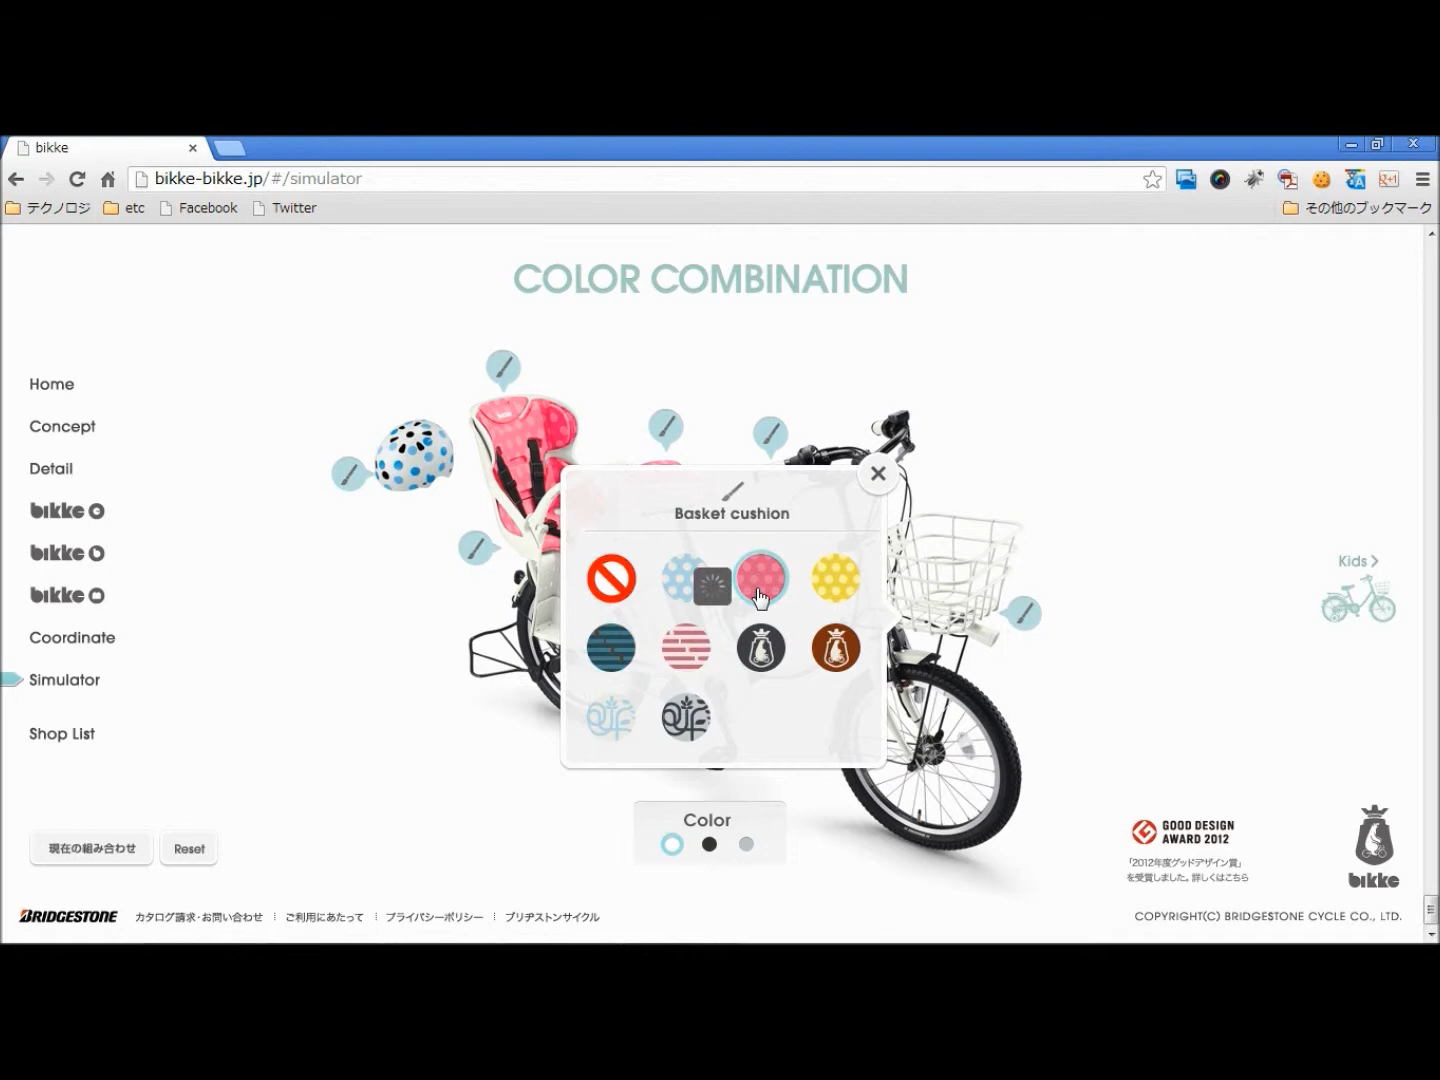 bikke
bikke-bikke.jp/#/simulator
テクノロジ
etc
Facebook
Twitter
その他のブックマーク
COLOR COMBINATION
Home
Concept
Detail
bikke
bikke
bikke
Coordinate
Simulator
Shop List
Basket cushion
Kids
Color
現在の組み合わせ
Reset
GOOD DESIGN
AWARD 2012
「2012年度グッドデザイン賞」
を受賞しました。詳しくはこちら
bikke
BRIDGESTONE
カタログ請求・お問い合わせ
ご利用にあたって
プライバシーポリシー
ブリヂストンサイクル
COPYRIGHT(C) BRIDGESTONE CYCLE CO., LTD.